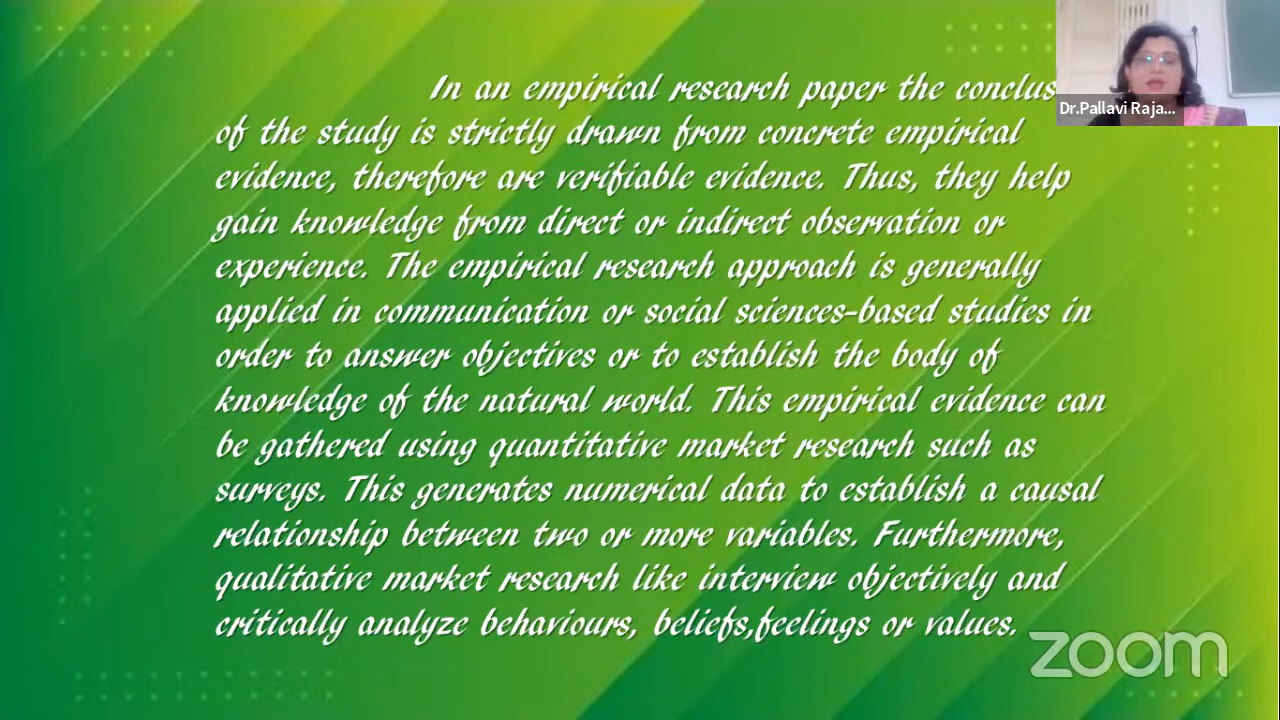 In an empirical research paper the conclus
of the study is strictly drawn from concrete empirical
evidence, therefore are verifiable evidence. Thus, they help
gain knowledge from direct or indirect observation or
experience. The empirical research approach is generally
applied in communication or social sciences-based studies in
order to answer objectives or to establish the body of
knowledge of the natural world. This empirical evidence can
be gathered using quantitative market research such as
surveys. This generates numerical data to establish a causal
relationship between two or more variables. Furthermore,
qualitative market research like interview objectively and
critically analyze behaviours, beliefs,feelings or values.
Dr.Pallavi Raja...
zoom